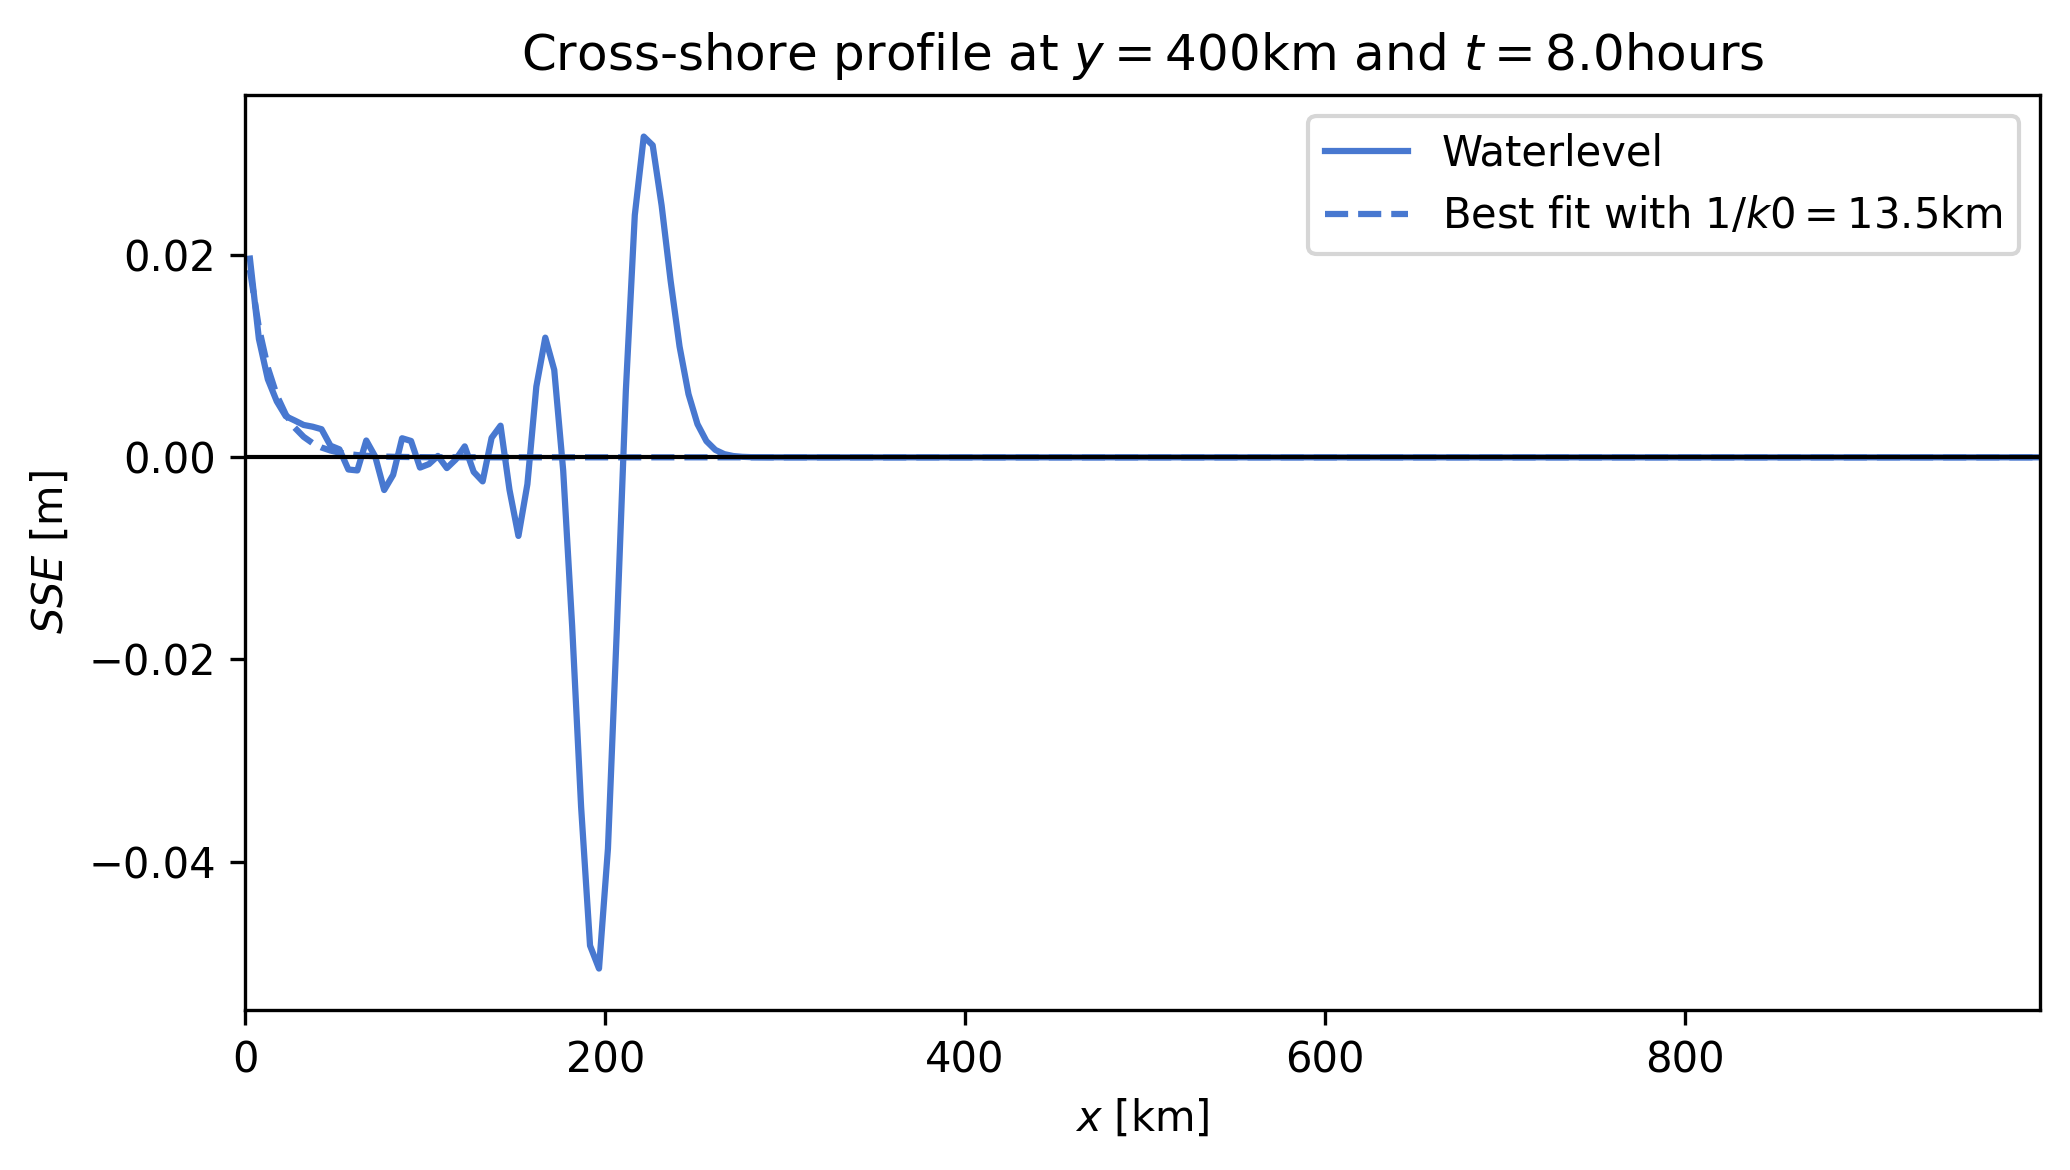 Cross-shore profile at y = 400km and t = 8.0hours
Waterlevel
Best fit with 1/k0 = 13.5km
0.02
0.00
−0.02
−0.04
SSE [m]
0 200 400 600 800
x [km]